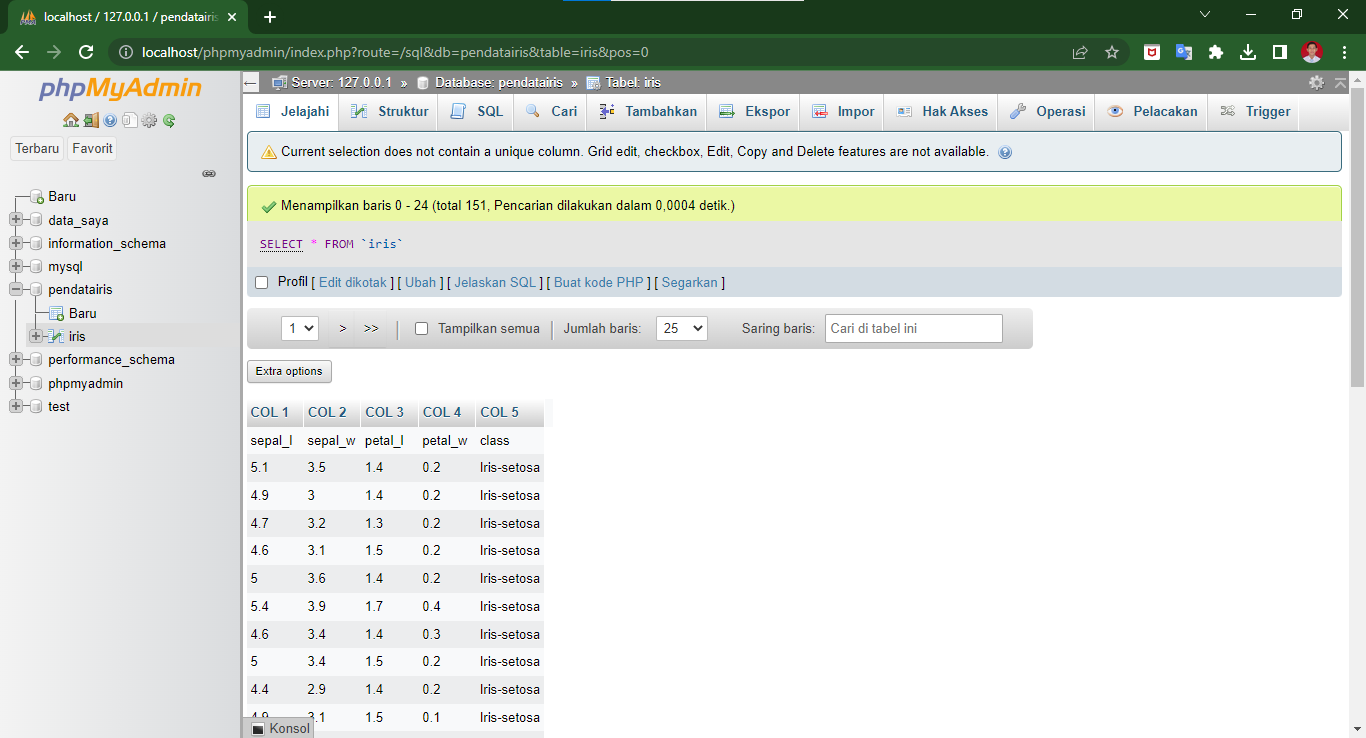 localhost / 127.0.0.1 / pendatairis
localhost/phpmyadmin/index.php?route=/sql&db=pendatairis&table=iris&pos=0
phpMyAdmin
Terbaru Favorit
Baru
data_saya
information_schema
mysql
pendatairis
Baru
iris
performance_schema
phpmyadmin
test
Server: 127.0.0.1 » Database: pendatairis » Tabel: iris
Jelajahi Struktur SQL Cari Tambahkan Ekspor Impor Hak Akses Operasi Pelacakan Trigger
Current selection does not contain a unique column. Grid edit, checkbox, Edit, Copy and Delete features are not available.
Menampilkan baris 0 - 24 (total 151, Pencarian dilakukan dalam 0,0004 detik.)
SELECT * FROM `iris`
Profil [ Edit dikotak ] [ Ubah ] [ Jelaskan SQL ] [ Buat kode PHP ] [ Segarkan ]
1 > >> | Tampilkan semua | Jumlah baris: 25 Saring baris: Cari di tabel ini
Extra options
COL 1 COL 2 COL 3 COL 4 COL 5
sepal_l sepal_w petal_l petal_w class
5.1 3.5 1.4 0.2 Iris-setosa
4.9 3 1.4 0.2 Iris-setosa
4.7 3.2 1.3 0.2 Iris-setosa
4.6 3.1 1.5 0.2 Iris-setosa
5 3.6 1.4 0.2 Iris-setosa
5.4 3.9 1.7 0.4 Iris-setosa
4.6 3.4 1.4 0.3 Iris-setosa
5 3.4 1.5 0.2 Iris-setosa
4.4 2.9 1.4 0.2 Iris-setosa
4.9 3.1 1.5 0.1 Iris-setosa
Konsol